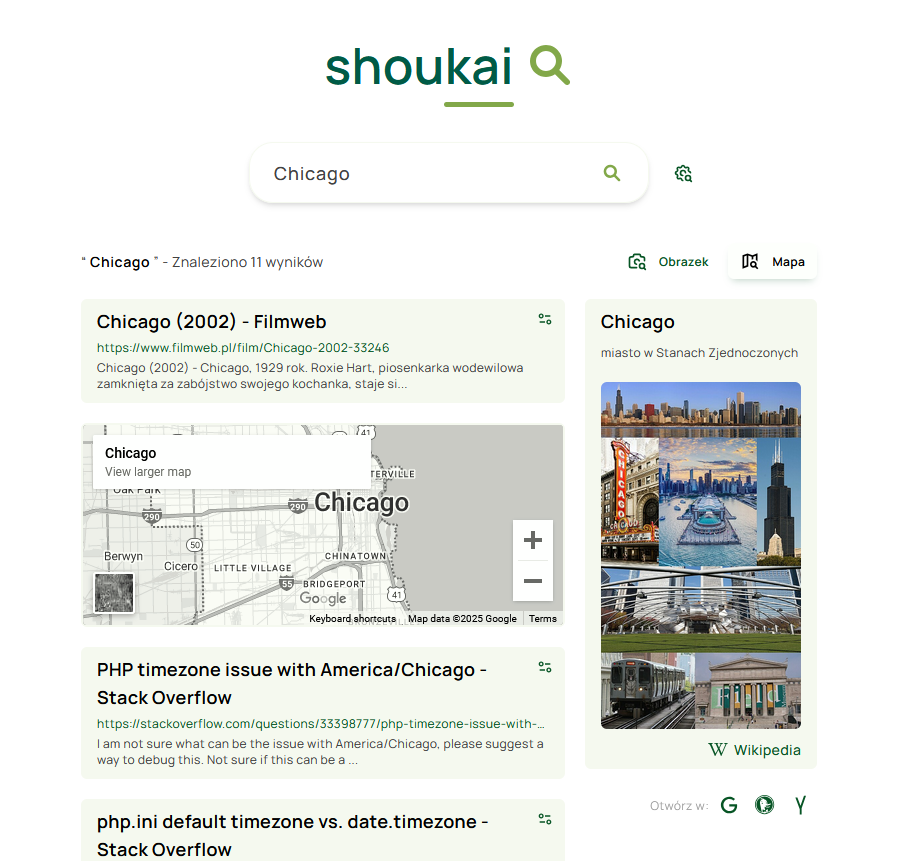 shoukai
Chicago
“ Chicago ” - Znaleziono 11 wyników
Obrazek
Mapa
Chicago (2002) - Filmweb
https://www.filmweb.pl/film/Chicago-2002-33246
Chicago (2002) - Chicago, 1929 rok. Roxie Hart, piosenkarka wodewilowa
zamknięta za zabójstwo swojego kochanka, staje si...
Chicago
View larger map
41
TERVILLE
Oak Park
290
290
Chicago
50
Berwyn
Cicero
CHINATOWN
LITTLE VILLAGE
55
BRIDGEPORT
Google
41
Keyboard shortcuts
Map data ©2025 Google
Terms
PHP timezone issue with America/Chicago -
Stack Overflow
https://stackoverflow.com/questions/33398777/php-timezone-issue-with-...
I am not sure what can be the issue with America/Chicago, please suggest a
way to debug this. Not sure if this can be a ...
php.ini default timezone vs. date.timezone -
Stack Overflow
Chicago
miasto w Stanach Zjednoczonych
CHICAGO
CHICAGO
W Wikipedia
Otwórz w:
G